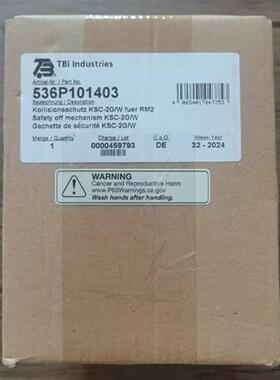 TBi Industries
Artikel-Nr. / Part No.
536P101403
Bezeichnung / Description
Kollisionsschutz KSC-2G/W fuer RM2
Safety off mechanism KSC-2G/W
Gachette de sécurité KSC-2G/W
Menge / Quantity Charge / Lot C.o.O. Week-Year
1 0000459793 DE 32 - 2024
WARNING
Cancer and Reproductive Harm
www.P65Warnings.ca.gov
Wash hands after handling.